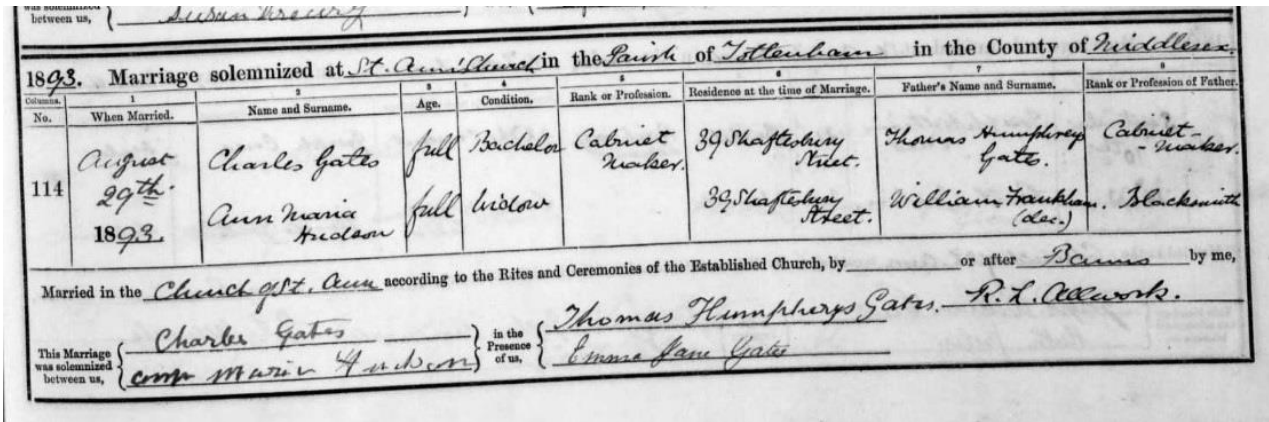 was solemnized
between us,
1893. Marriage solemnized at St. Ann's Church in the Parish of Tottenham in the County of Middlesex.
Columns. 1 2 3 4 5 6 7 8
No. When Married. Name and Surname. Age. Condition. Rank or Profession. Residence at the time of Marriage. Father's Name and Surname. Rank or Profession of Father.
114 August 29th. 1893. Charles Gates full Bachelor Cabinet Maker. 39 Shaftesbury Street. Thomas Humphreys Gates. Cabinet-Maker.
Ann Maria Hudson full Widow 39 Shaftesbury Street. William Frankham. (dec.) Blacksmith
Married in the Church of St. Ann according to the Rites and Ceremonies of the Established Church, by or after Banns by me,
This Marriage was solemnized between us, { Charles Gates } in the Presence of us, { Thomas Humpherys Gates. R. L. Allwork.
Ann Maria Hudson Emma Jane Gates